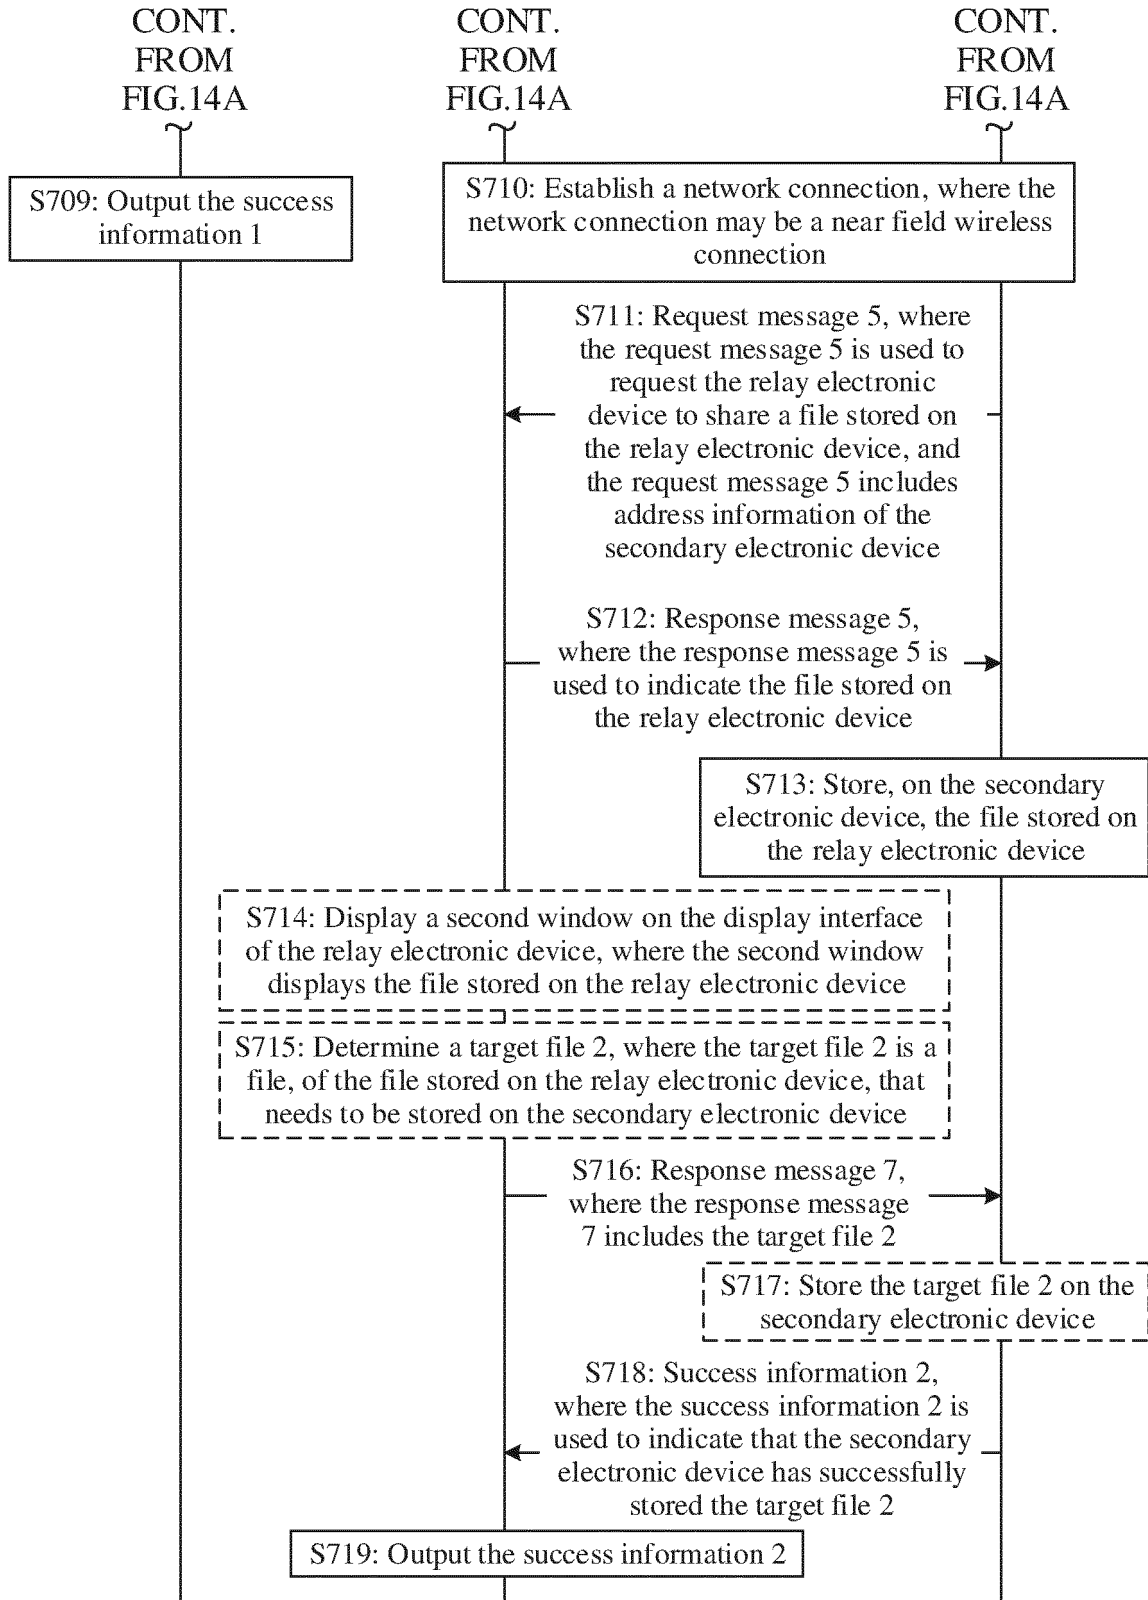 CONT.
FROM
FIG.14A
CONT.
FROM
FIG.14A
CONT.
FROM
FIG.14A
S709: Output the success
information 1
S710: Establish a network connection, where the
network connection may be a near field wireless
connection
S711: Request message 5, where
the request message 5 is used to
request the relay electronic
device to share a file stored on
the relay electronic device, and
the request message 5 includes
address information of the
secondary electronic device
S712: Response message 5,
where the response message 5 is
used to indicate the file stored on
the relay electronic device
S713: Store, on the secondary
electronic device, the file stored on
the relay electronic device
S714: Display a second window on the display interface
of the relay electronic device, where the second window
displays the file stored on the relay electronic device
S715: Determine a target file 2, where the target file 2 is a
file, of the file stored on the relay electronic device, that
needs to be stored on the secondary electronic device
S716: Response message 7,
where the response message
7 includes the target file 2
S717: Store the target file 2 on the
secondary electronic device
S718: Success information 2,
where the success information 2 is
used to indicate that the secondary
electronic device has successfully
stored the target file 2
S719: Output the success information 2